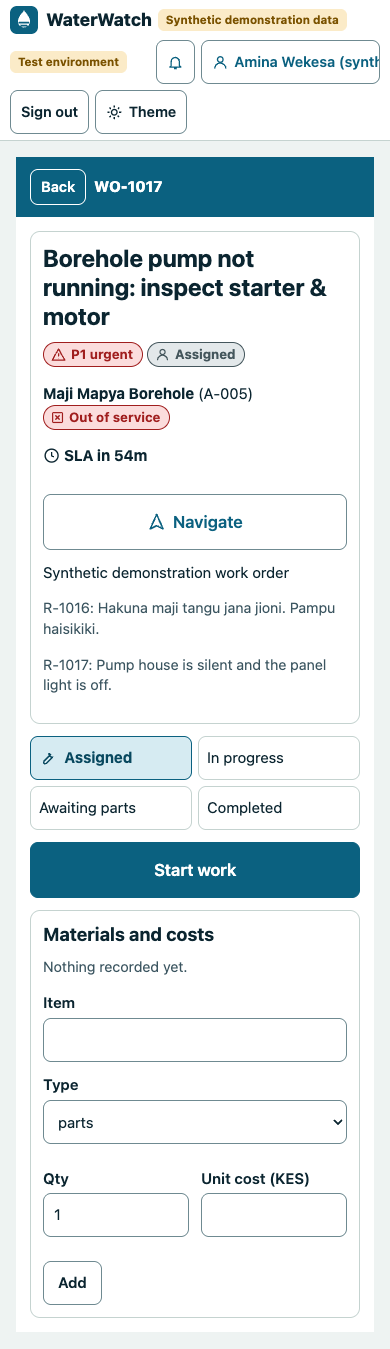 WaterWatch
Synthetic demonstration data
Test environment
Amina Wekesa (synth
Sign out
Theme
Back
WO-1017
Borehole pump not
running: inspect starter &
motor
P1 urgent
Assigned
Maji Mapya Borehole (A-005)
Out of service
SLA in 54m
Navigate
Synthetic demonstration work order
R-1016: Hakuna maji tangu jana jioni. Pampu
haisikiki.
R-1017: Pump house is silent and the panel
light is off.
Assigned
In progress
Awaiting parts
Completed
Start work
Materials and costs
Nothing recorded yet.
Item
Type
parts
Qty
Unit cost (KES)
1
Add